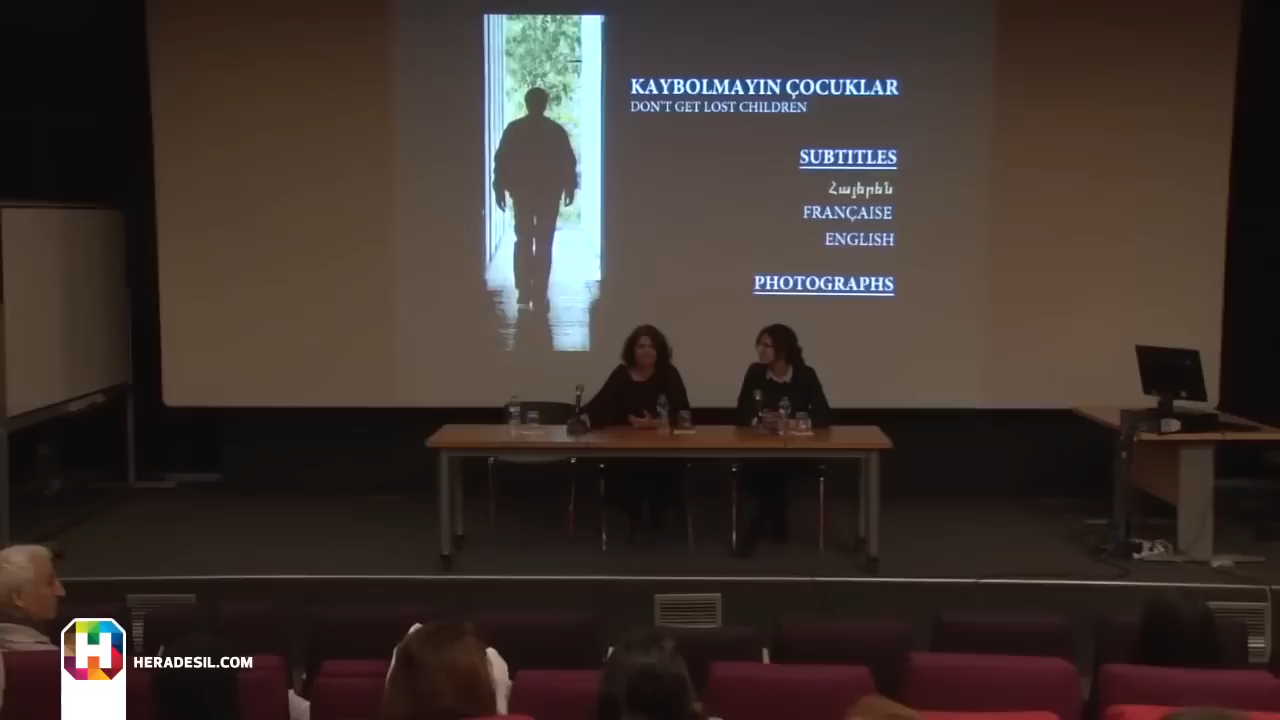 KAYBOLMAYIN ÇOCUKLAR
DON'T GET LOST CHILDREN
SUBTITLES
Հայերեն
FRANÇAISE
ENGLISH
PHOTOGRAPHS
H
HERADESIL.COM